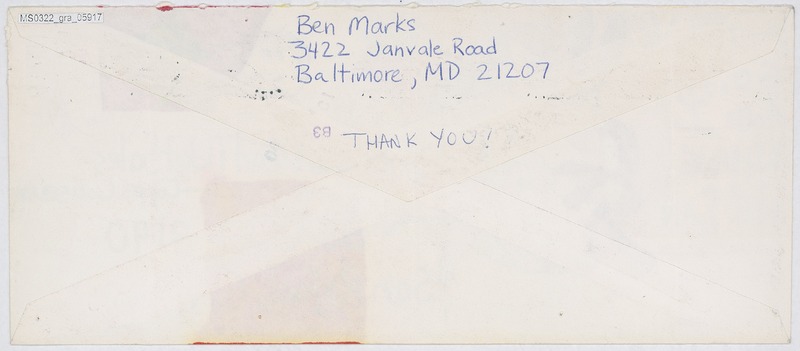 MS0322_gra_05917
Ben Marks
3422 Janvale Road
Baltimore, MD 21207
B3
THANK YOU!